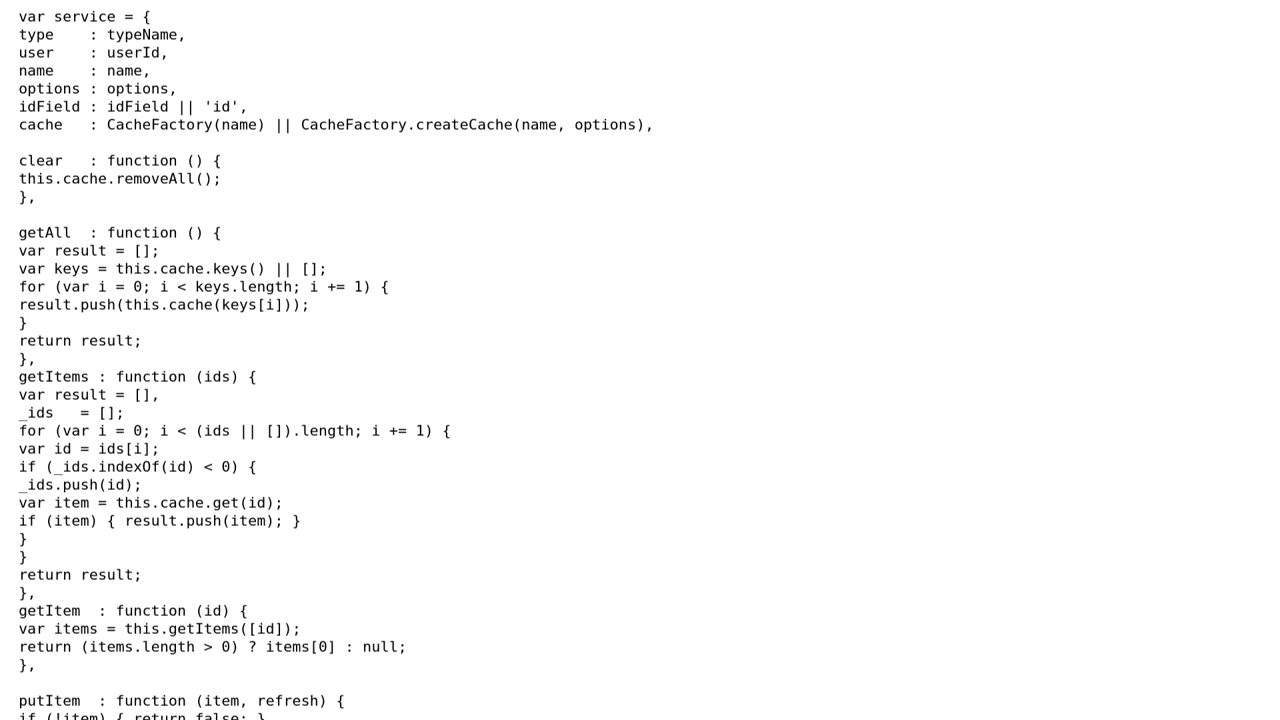 var service = {
type    : typeName,
user    : userId,
name    : name,
options : options,
idField : idField || 'id',
cache   : CacheFactory(name) || CacheFactory.createCache(name, options),

clear   : function () {
this.cache.removeAll();
},

getAll  : function () {
var result = [];
var keys = this.cache.keys() || [];
for (var i = 0; i < keys.length; i += 1) {
result.push(this.cache(keys[i]));
}
return result;
},
getItems : function (ids) {
var result = [],
_ids   = [];
for (var i = 0; i < (ids || []).length; i += 1) {
var id = ids[i];
if (_ids.indexOf(id) < 0) {
_ids.push(id);
var item = this.cache.get(id);
if (item) { result.push(item); }
}
}
return result;
},
getItem  : function (id) {
var items = this.getItems([id]);
return (items.length > 0) ? items[0] : null;
},

putItem  : function (item, refresh) {
if (!item) { return false; }